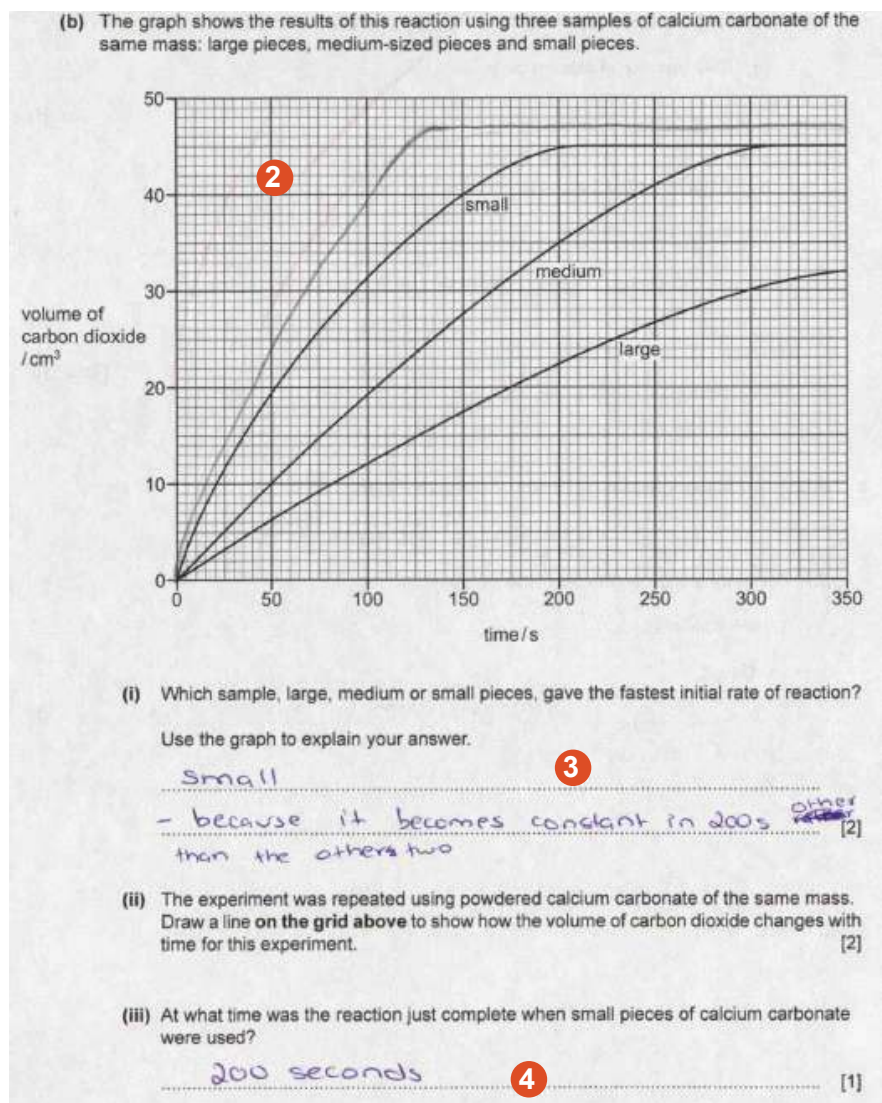 (b) The graph shows the results of this reaction using three samples of calcium carbonate of the
same mass: large pieces, medium-sized pieces and small pieces.
50
2
40
small
medium
30
volume of
carbon dioxide
/cm³
large
20
10
0
0 50 100 150 200 250 300 350
time/s
(i) Which sample, large, medium or small pieces, gave the fastest initial rate of reaction?
Use the graph to explain your answer.
3
Small
- because it becomes constant in 200s other
[2]
than the others two
(ii) The experiment was repeated using powdered calcium carbonate of the same mass.
Draw a line on the grid above to show how the volume of carbon dioxide changes with
time for this experiment. [2]
(iii) At what time was the reaction just complete when small pieces of calcium carbonate
were used?
200 seconds
4
[1]